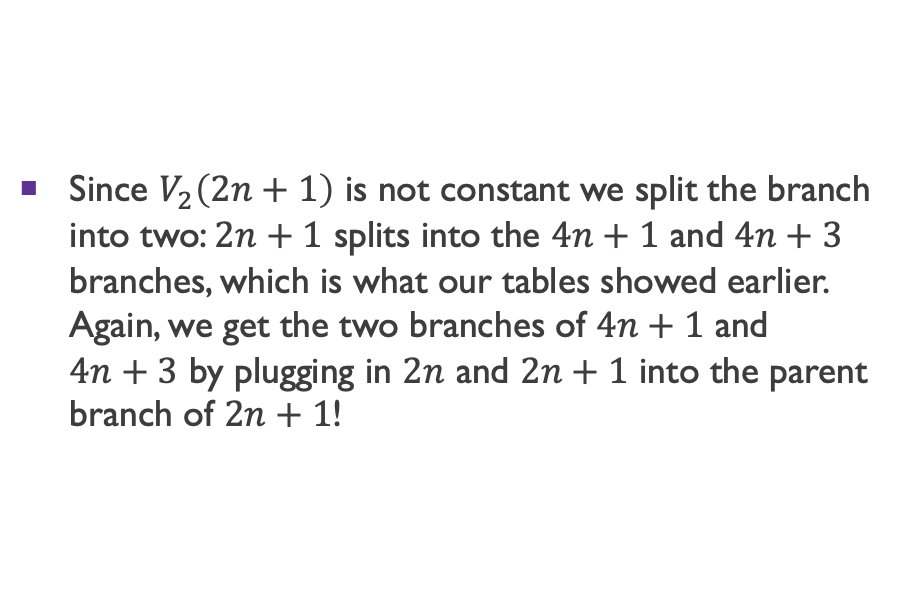 ▪ Since 𝑉₂(2𝑛 + 1) is not constant we split the branch
into two: 2𝑛 + 1 splits into the 4𝑛 + 1 and 4𝑛 + 3
branches, which is what our tables showed earlier.
Again, we get the two branches of 4𝑛 + 1 and
4𝑛 + 3 by plugging in 2𝑛 and 2𝑛 + 1 into the parent
branch of 2𝑛 + 1!